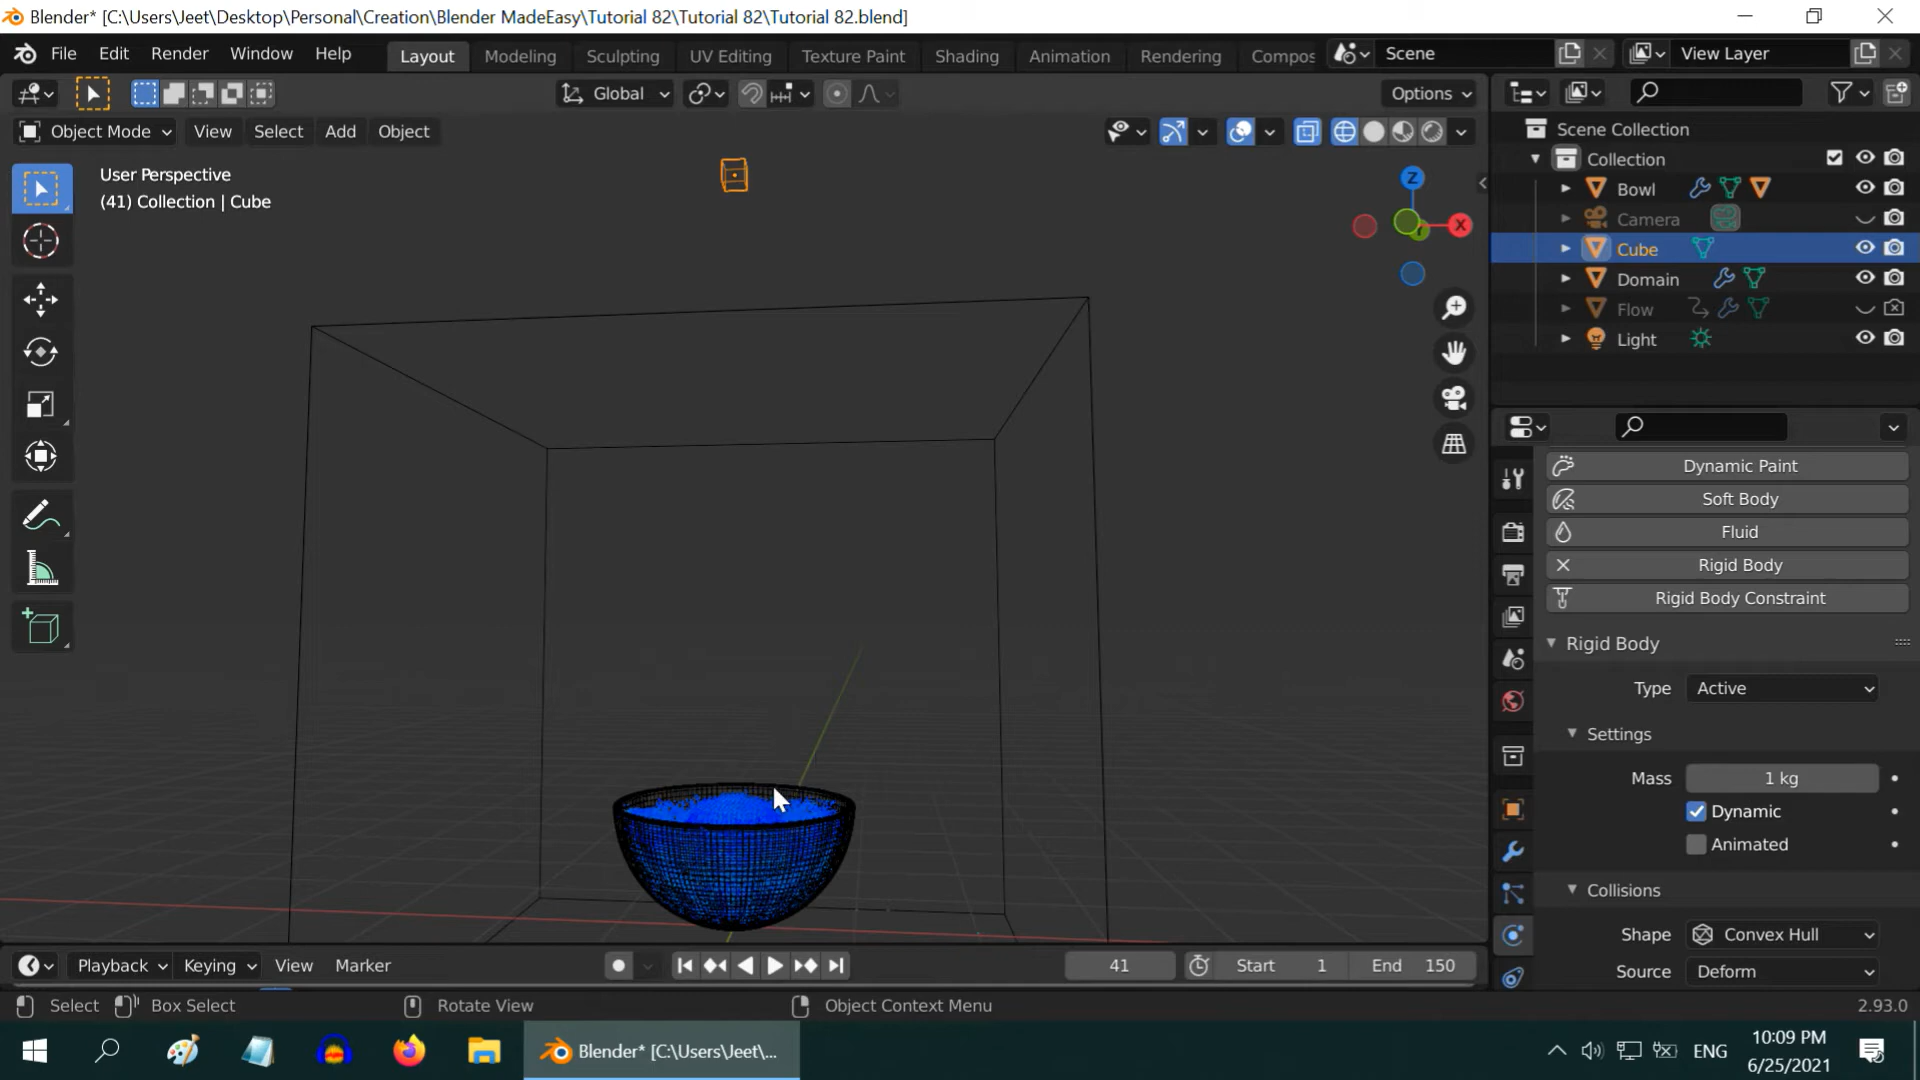 Blender* [C:\Users\Jeet\Desktop\Personal\Creation\Blender MadeEasy\Tutorial 82\Tutorial 82\Tutorial 82.blend]
File Edit Render Window Help Layout Modeling Sculpting UV Editing Texture Paint Shading Animation Rendering Compos Scene View Layer
Global Options
Object Mode View Select Add Object
Scene Collection
Collection
Bowl
Camera
Cube
Domain
Flow
Light
User Perspective
(41) Collection | Cube
Z
X
Dynamic Paint
Soft Body
Fluid
Rigid Body
Rigid Body Constraint
Rigid Body
Type Active
Settings
Mass 1 kg
Dynamic
Animated
Collisions
Shape Convex Hull
Source Deform
Playback Keying View Marker 41 Start 1 End 150
Select Box Select Rotate View Object Context Menu 2.93.0
Blender* [C:\Users\Jeet\... ENG 10:09 PM
6/25/2021